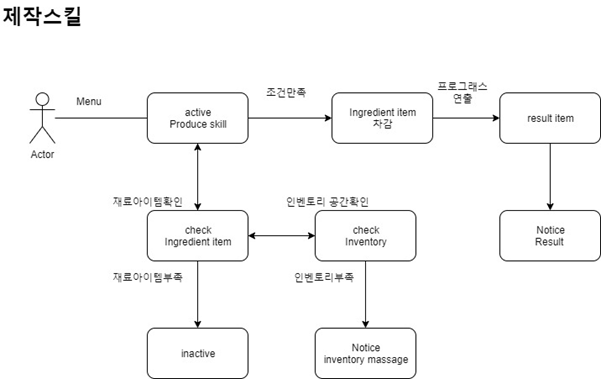 제작스킬
Menu
Actor
active
Produce skill
조건만족
Ingredient item
차감
프로그래스
연출
result item
재료아이템확인
인벤토리 공간확인
check
Ingredient item
check
Inventory
Notice
Result
재료아이템부족
인벤토리부족
inactive
Notice
inventory massage